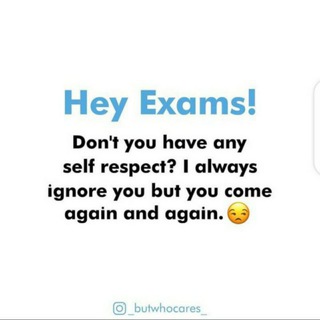 Hey Exams!
Don't you have any
self respect? I always
ignore you but you come
again and again.😒
_butwhocares_